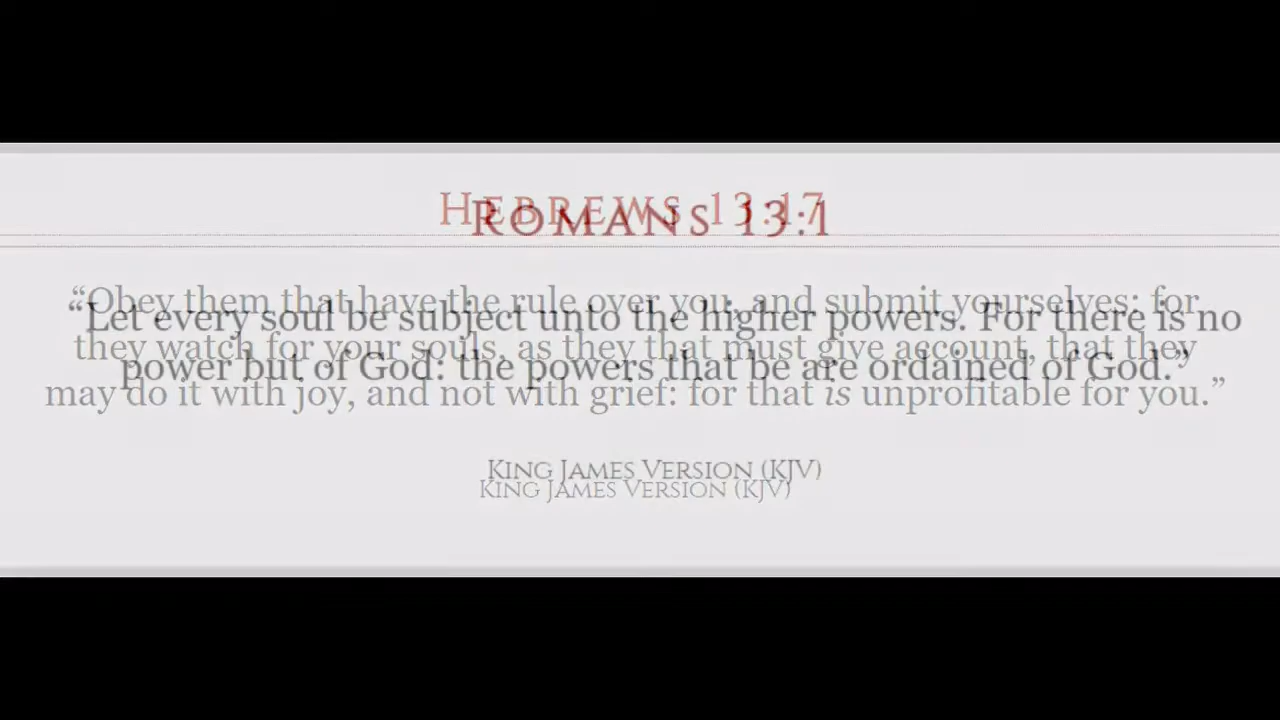 Hebrews 13:17
Romans 13:1
“Obey them that have the rule over you, and submit yourselves: for
they watch for your souls, as they that must give account, that they
may do it with joy, and not with grief: for that is unprofitable for you.”
“Let every soul be subject unto the higher powers. For there is no
power but of God: the powers that be are ordained of God.”
King James Version (KJV)
King James Version (KJV)